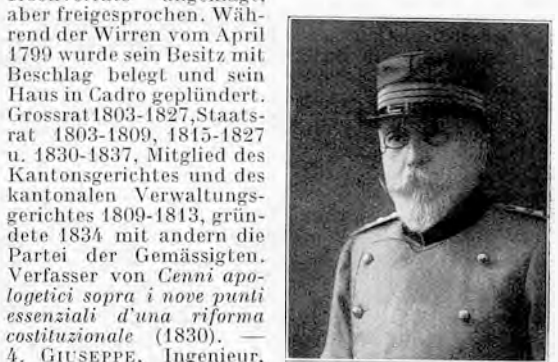 aber freigesprochen. Wäh-
rend der Wirren vom April
1799 wurde sein Besitz mit
Beschlag belegt und sein
Haus in Cadro geplündert.
Grossrat 1803-1827, Staats-
rat 1803-1809, 1815-1827
u. 1830-1837, Mitglied des
Kantonsgerichtes und des
kantonalen Verwaltungs-
gerichtes 1809-1813, grün-
dete 1834 mit andern die
Partei der Gemässigten.
Verfasser von Cenni apo-
logetici sopra i nove punti
essenziali d'una riforma
costituzionale (1830). —
4. GIUSEPPE, Ingenieur,